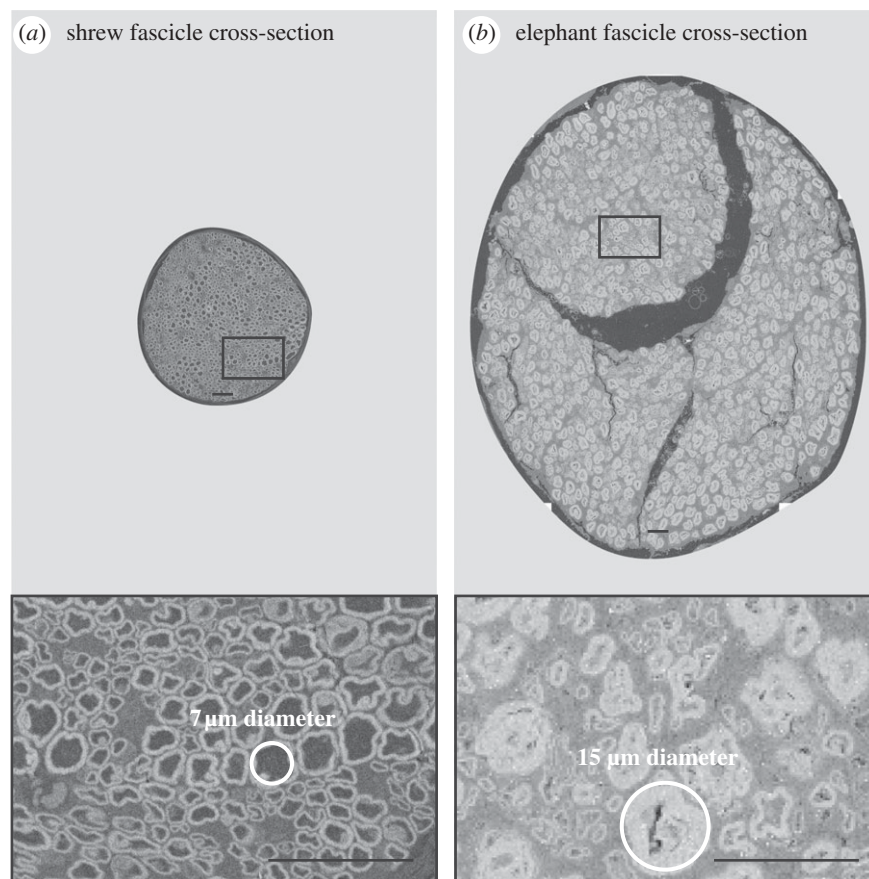 (a) shrew fascicle cross-section
(b) elephant fascicle cross-section
7 µm diameter
15 µm diameter